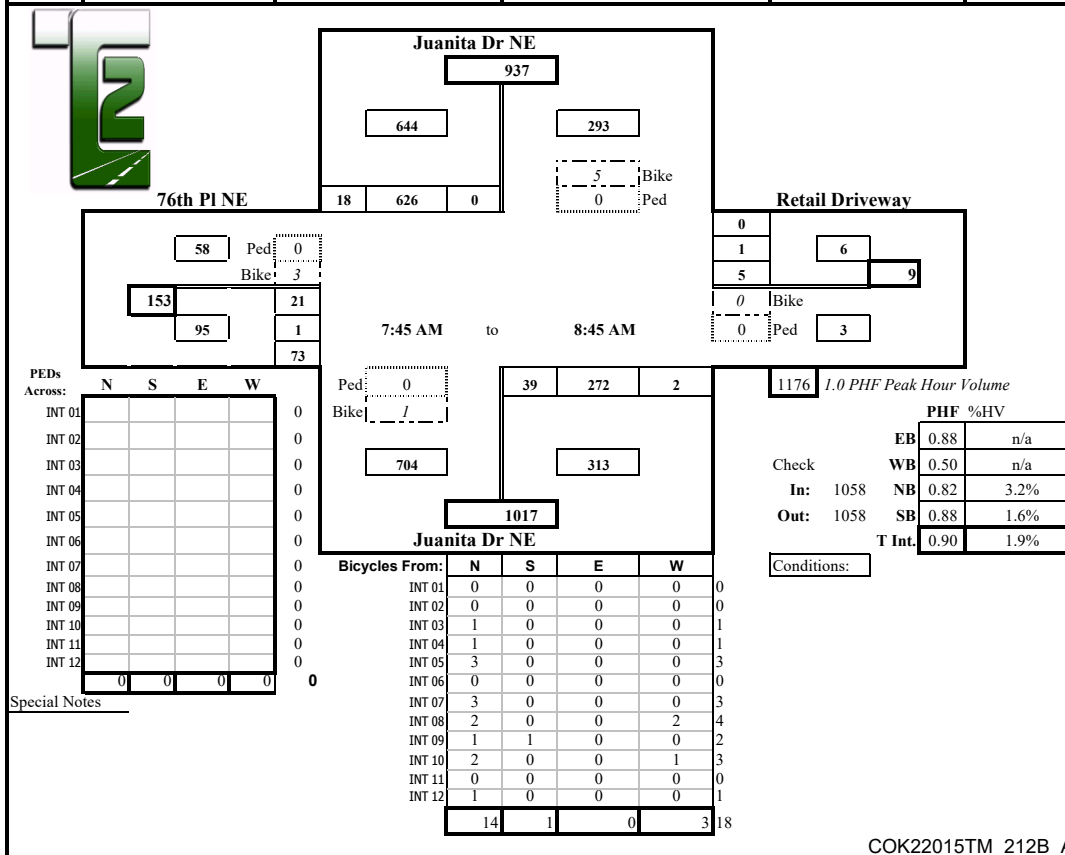 T2
Juanita Dr NE
937
644 293
5 Bike
76th Pl NE 18 626 0 0 Ped Retail Driveway
0
58 Ped 0 1 6
Bike 3 5 9
153 21 0 Bike
95 1 7:45 AM to 8:45 AM 0 Ped 3
73
PEDs Across: N S E W Ped 0 39 272 2 1176 1.0 PHF Peak Hour Volume
INT 01 0 Bike 1 PHF %HV
INT 02 0 EB 0.88 n/a
INT 03 0 704 313 Check WB 0.50 n/a
INT 04 0 In: 1058 NB 0.82 3.2%
INT 05 0 1017 Out: 1058 SB 0.88 1.6%
INT 06 0 Juanita Dr NE T Int. 0.90 1.9%
INT 07 0 Bicycles From: N S E W Conditions:
INT 08 0 INT 01 0 0 0 0 0
INT 09 0 INT 02 0 0 0 0 0
INT 10 0 INT 03 1 0 0 0 1
INT 11 0 INT 04 1 0 0 0 1
INT 12 0 INT 05 3 0 0 0 3
0 0 0 0 0 INT 06 0 0 0 0 0
Special Notes INT 07 3 0 0 0 3
INT 08 2 0 0 2 4
INT 09 1 1 0 0 2
INT 10 2 0 0 1 3
INT 11 0 0 0 0 0
INT 12 1 0 0 0 1
14 1 0 3 18
COK22015TM_212B